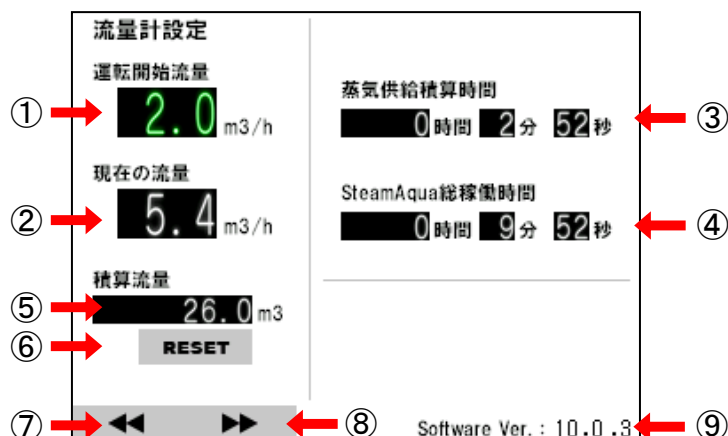 流量計設定
運転開始流量
① 2.0 m3/h
現在の流量
② 5.4 m3/h
積算流量
⑤ 26.0 m3
⑥ RESET
蒸気供給積算時間
0時間 2分 52秒 ③
SteamAqua総稼働時間
0時間 9分 52秒 ④
⑦ ◀◀ ▶▶ ⑧
Software Ver.：10.0.3 ⑨